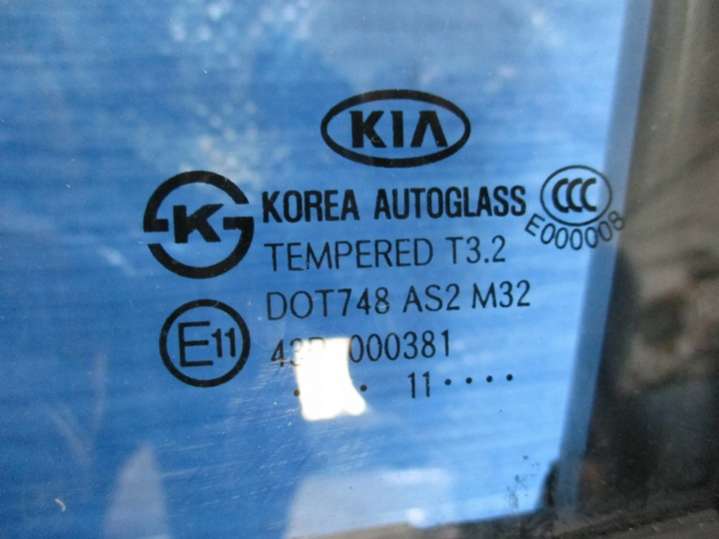 KIA
K
KOREA AUTOGLASS
CCC
E000008
TEMPERED T3.2
DOT748 AS2 M32
E11
000381
. . 11 . . . .